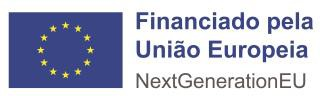 Financiado pela
União Europeia
NextGenerationEU